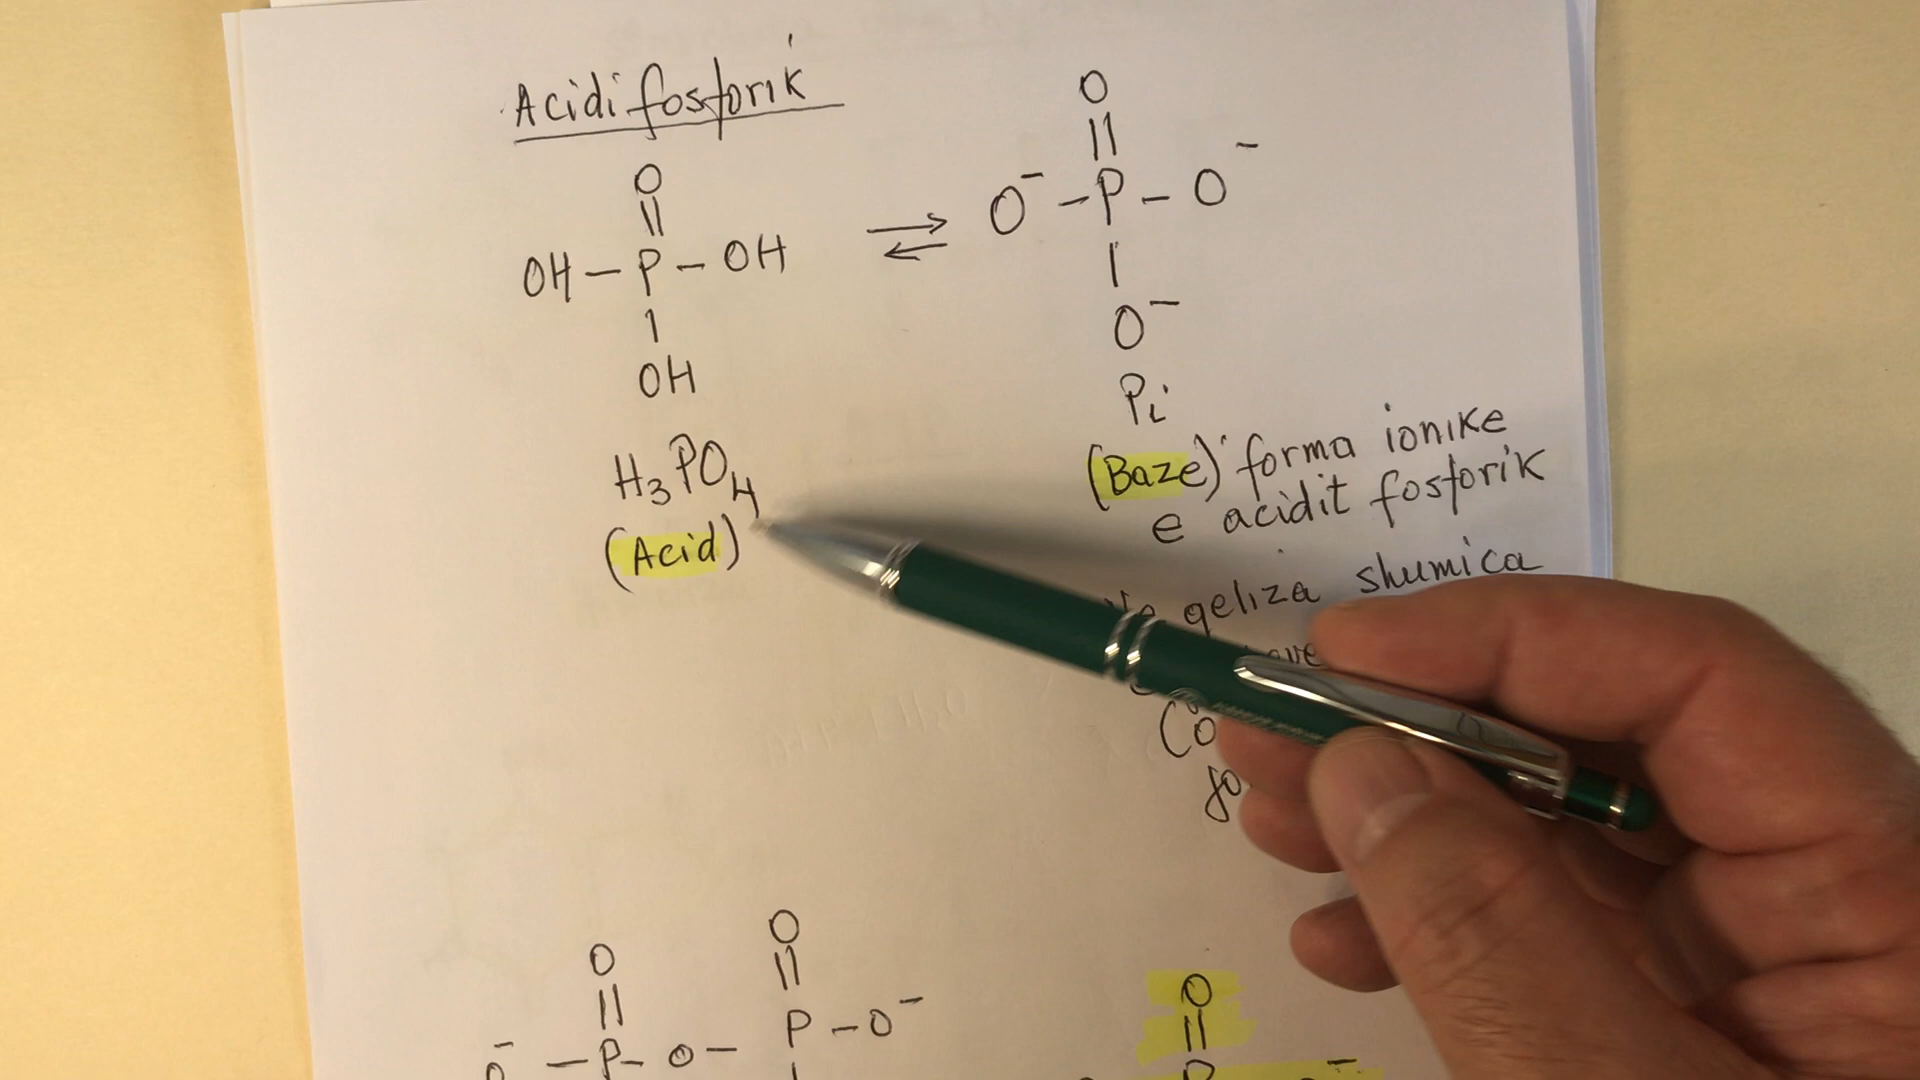 Acidi fosforik
O
||
OH – P – OH
|
OH
H3PO4
(Acid)
⇌
O
||
O⁻ – P – O⁻
|
O⁻
Pi
(Baze) forma ionike
e acidit fosforik
qeliza shumica
O
||
O⁻ – P – O –
O
||
P – O⁻
|
O
||
P